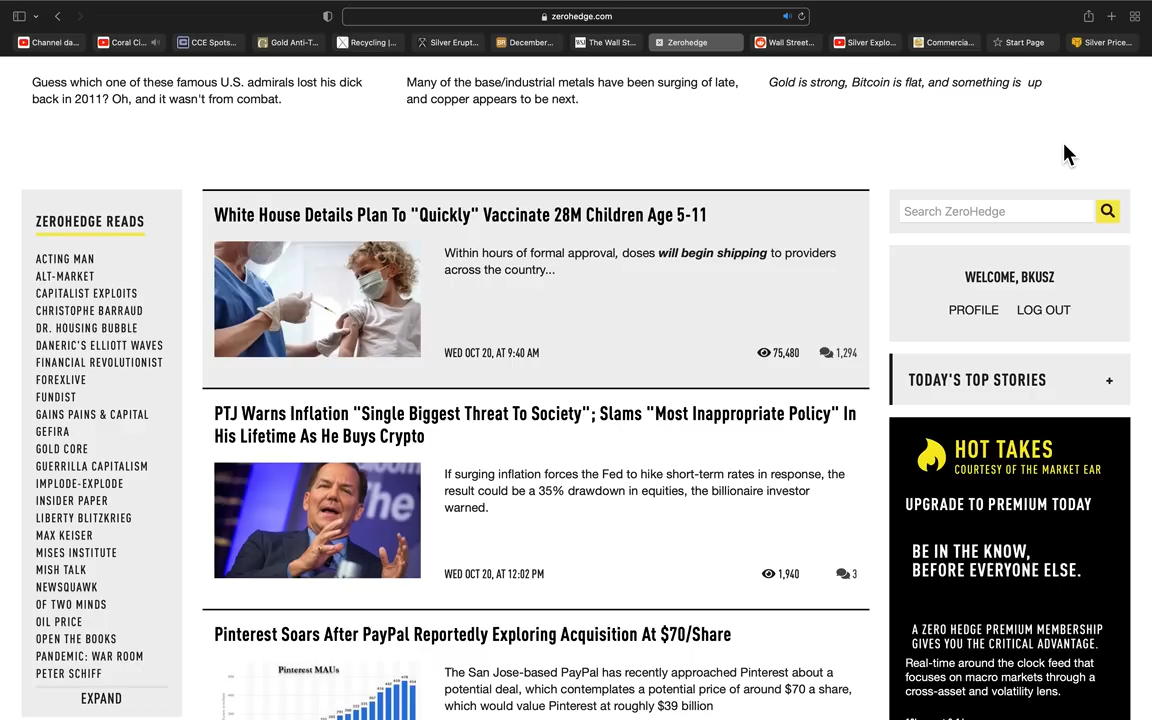 zerohedge.com
Channel da...
Coral Ci...
CCE Spots...
Gold Anti-T...
Recycling |...
Silver Erupt...
December...
The Wall St...
Zerohedge
Wall Street...
Silver Explo...
Commercia...
Start Page
Silver Price...
Guess which one of these famous U.S. admirals lost his dick
back in 2011? Oh, and it wasn't from combat.
Many of the base/industrial metals have been surging of late,
and copper appears to be next.
Gold is strong, Bitcoin is flat, and something is up
ZEROHEDGE READS
ACTING MAN
ALT-MARKET
CAPITALIST EXPLOITS
CHRISTOPHE BARRAUD
DR. HOUSING BUBBLE
DANERIC'S ELLIOTT WAVES
FINANCIAL REVOLUTIONIST
FOREXLIVE
FUNDIST
GAINS PAINS & CAPITAL
GEFIRA
GOLD CORE
GUERRILLA CAPITALISM
IMPLODE-EXPLODE
INSIDER PAPER
LIBERTY BLITZKRIEG
MAX KEISER
MISES INSTITUTE
MISH TALK
NEWSQUAWK
OF TWO MINDS
OIL PRICE
OPEN THE BOOKS
PANDEMIC: WAR ROOM
PETER SCHIFF
EXPAND
White House Details Plan To "Quickly" Vaccinate 28M Children Age 5-11
Within hours of formal approval, doses will begin shipping to providers
across the country...
WED OCT 20, AT 9:40 AM
75,480
1,294
PTJ Warns Inflation "Single Biggest Threat To Society"; Slams "Most Inappropriate Policy" In
His Lifetime As He Buys Crypto
If surging inflation forces the Fed to hike short-term rates in response, the
result could be a 35% drawdown in equities, the billionaire investor
warned.
WED OCT 20, AT 12:02 PM
1,940
3
Pinterest Soars After PayPal Reportedly Exploring Acquisition At $70/Share
Pinterest MAUs
The San Jose-based PayPal has recently approached Pinterest about a
potential deal, which contemplates a potential price of around $70 a share,
which would value Pinterest at roughly $39 billion
Search ZeroHedge
WELCOME, BKUSZ
PROFILE
LOG OUT
TODAY'S TOP STORIES
+
HOT TAKES
COURTESY OF THE MARKET EAR
UPGRADE TO PREMIUM TODAY
BE IN THE KNOW,
BEFORE EVERYONE ELSE.
A ZERO HEDGE PREMIUM MEMBERSHIP
GIVES YOU THE CRITICAL ADVANTAGE.
Real-time around the clock feed that
focuses on macro markets through a
cross-asset and volatility lens.